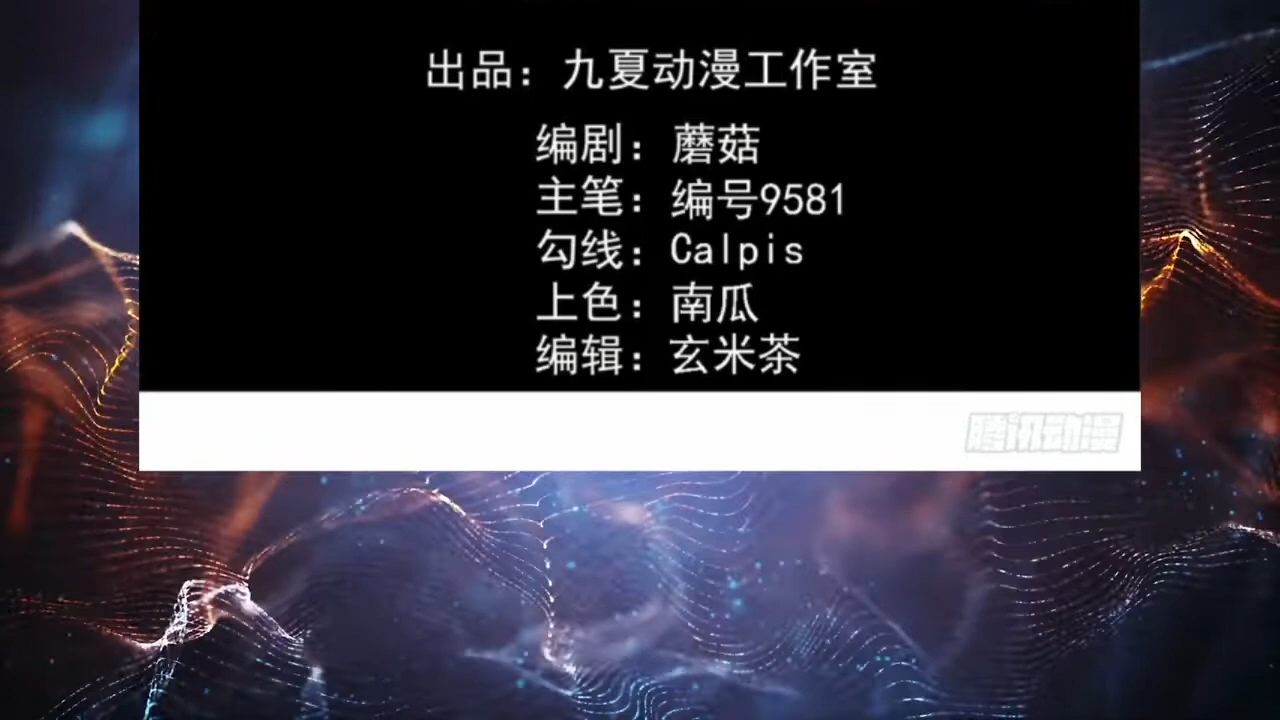 出品：九夏动漫工作室
编剧：蘑菇
主笔：编号9581
勾线：Calpis
上色：南瓜
编辑：玄米茶
腾讯动漫